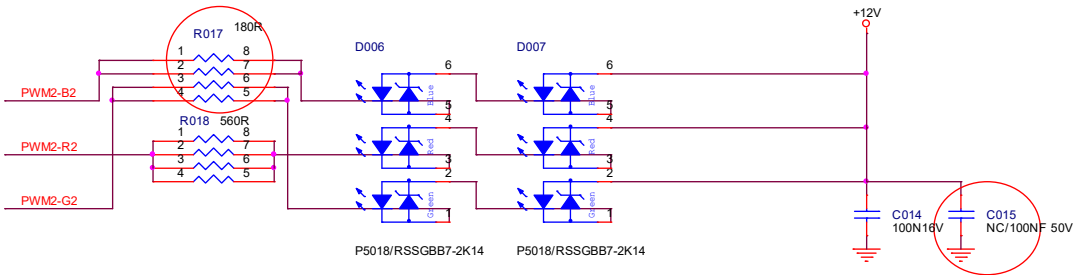 +12V
R017
180R
D006
D007
1
8
2
7
3
6
4
5
PWM2-B2
6
Blue
5
6
Blue
5
R018
560R
1
8
2
7
3
6
4
5
PWM2-R2
4
Red
3
4
Red
3
PWM2-G2
2
Green
1
2
Green
1
C014
100N16V
C015
NC/100NF 50V
P5018/RSSGBB7-2K14
P5018/RSSGBB7-2K14